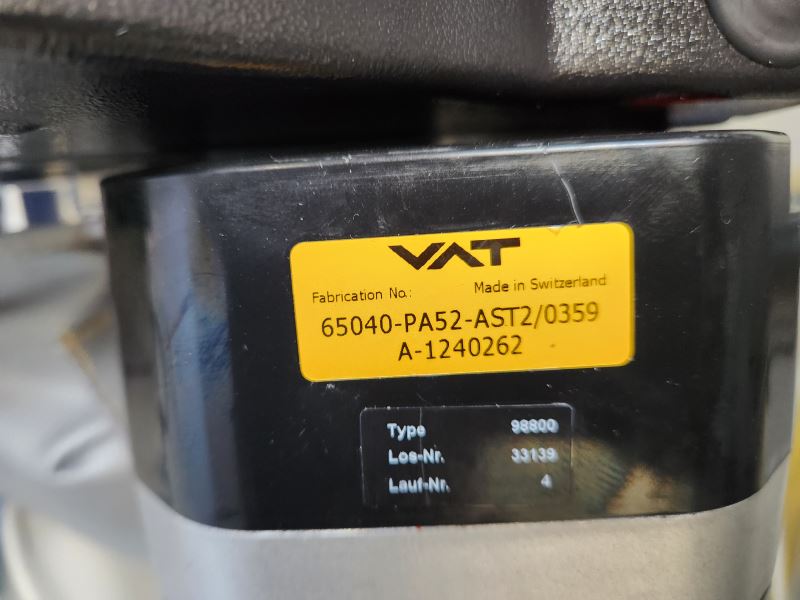 VAT
Fabrication No.: Made in Switzerland
65040-PA52-AST2/0359
A-1240262
Type 98800
Los-Nr. 33139
Lauf-Nr. 4